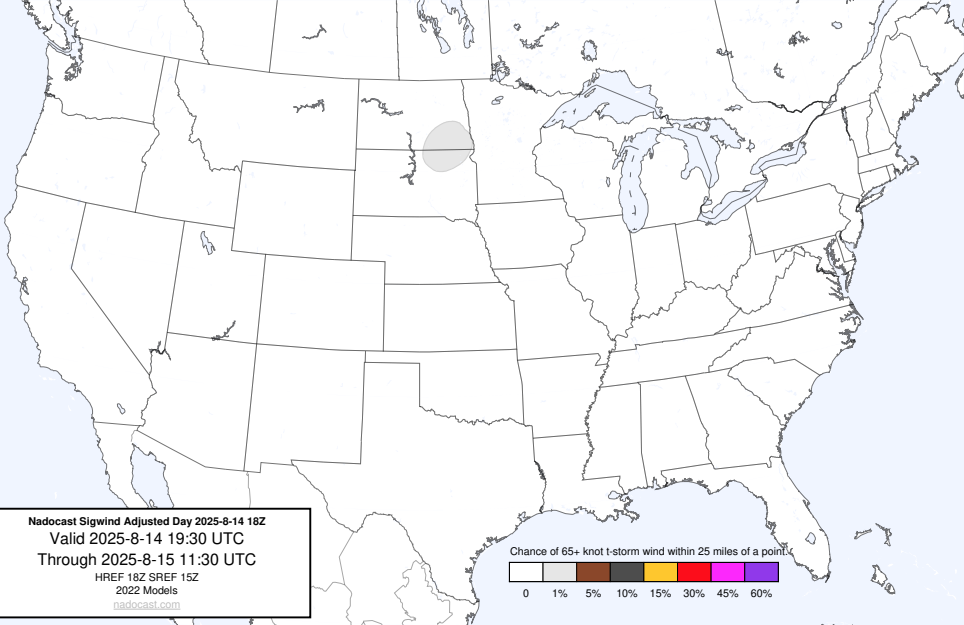 Nadocast Sigwind Adjusted Day 2025-8-14 18Z
Valid 2025-8-14 19:30 UTC
Through 2025-8-15 11:30 UTC
HREF 18Z SREF 15Z
2022 Models
nadocast.com
Chance of 65+ knot t-storm wind within 25 miles of a point.
0 1% 5% 10% 15% 30% 45% 60%